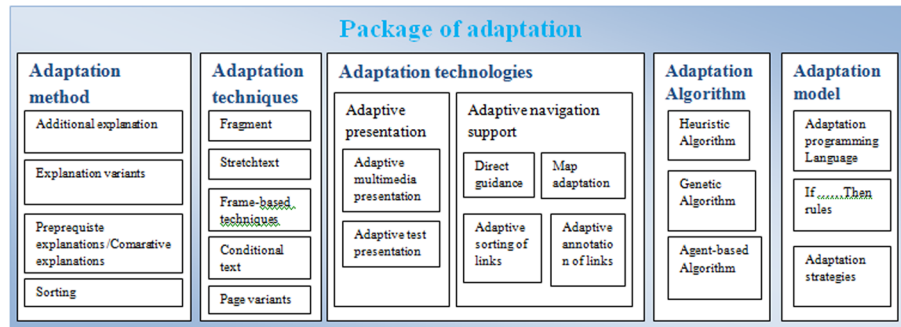 Package of adaptation
Adaptation
method
Additional explanation
Explanation variants
Preprequiste
explanations /Comarative
explanations
Sorting
Adaptation
techniques
Fragment
Stretchtext
Frame-based
techniques
Conditional
text
Page variants
Adaptation technologies
Adaptive
presentation
Adaptive
multimedia
presentation
Adaptive test
presentation
Adaptive navigation
support
Direct
guidance
Map
adaptation
Adaptive
sorting of
links
Adaptive
annotatio
n of links
Adaptation
Algorithm
Heuristic
Algorithm
Genetic
Algorithm
Agent-based
Algorithm
Adaptation
model
Adaptation
programming
Language
If ......Then
rules
Adaptation
strategies